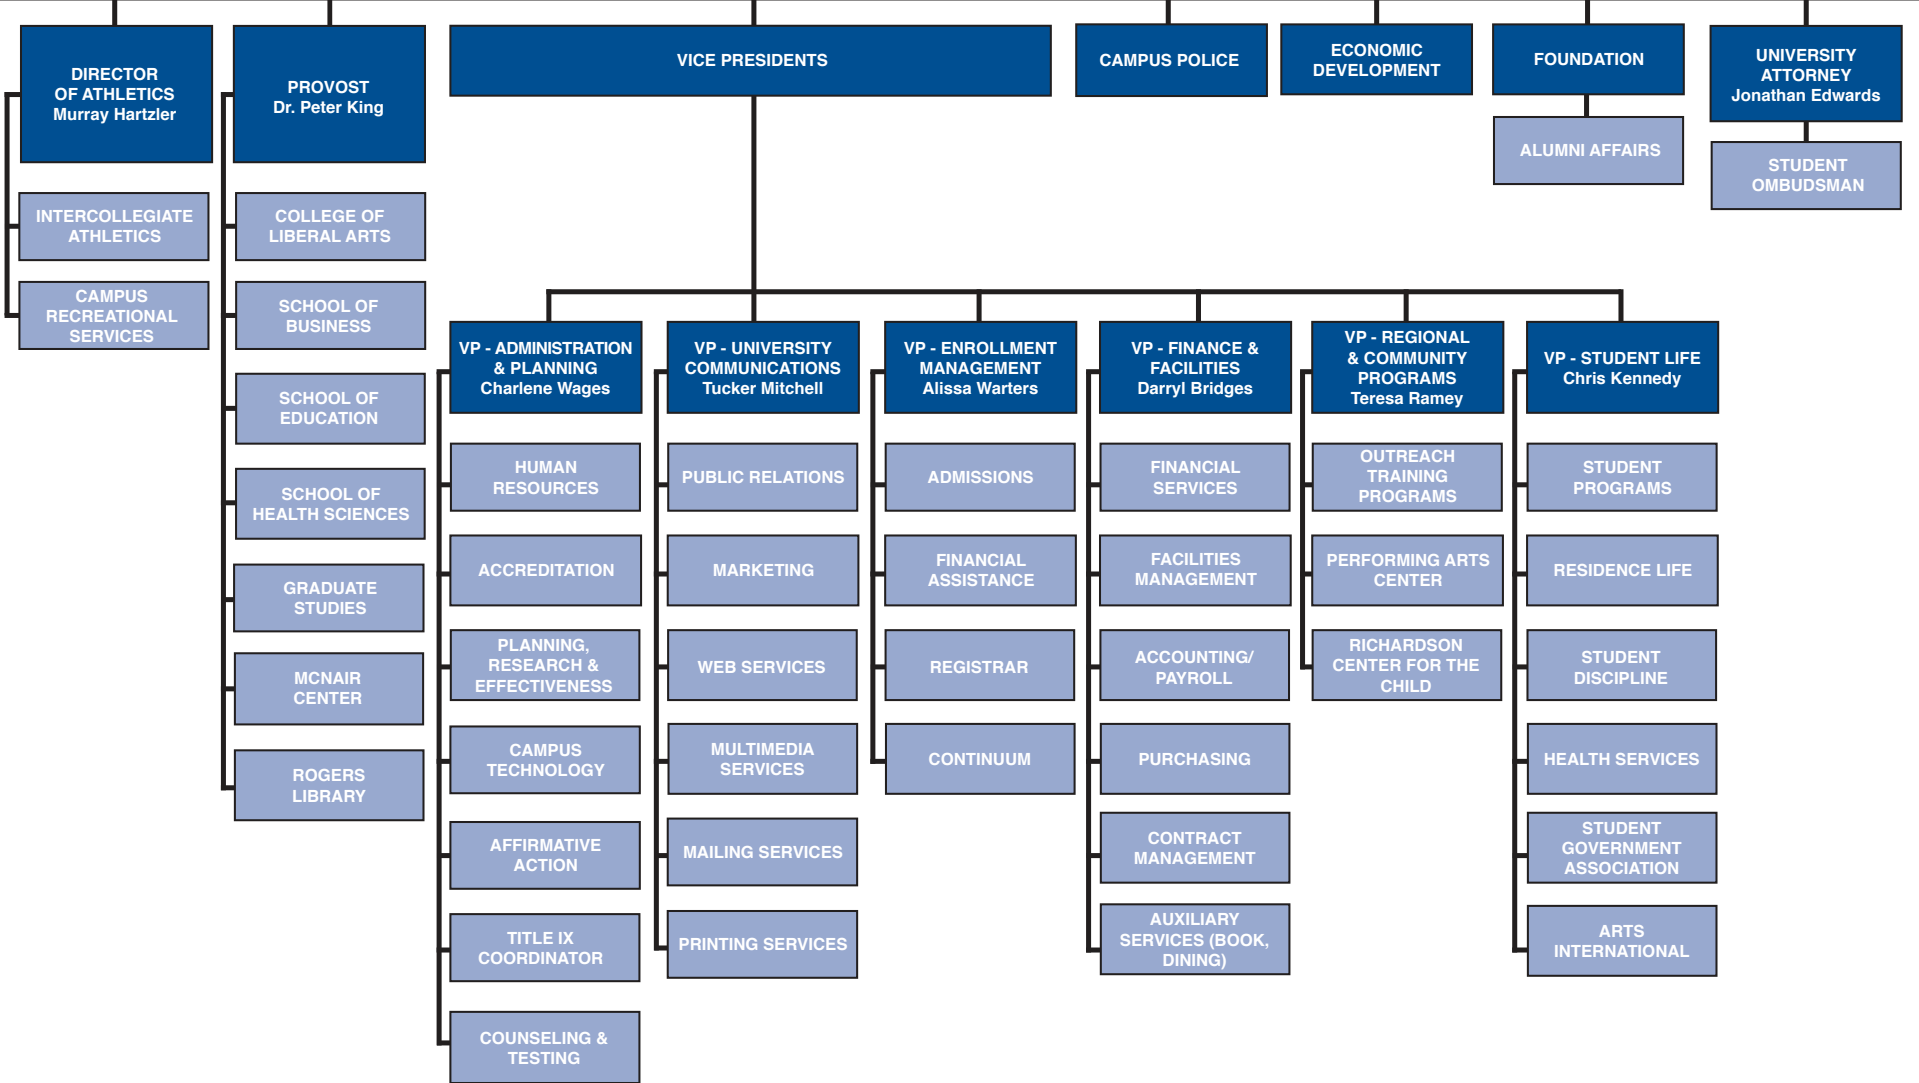 DIRECTOR
OF ATHLETICS
Murray Hartzler
INTERCOLLEGIATE
ATHLETICS
CAMPUS
RECREATIONAL
SERVICES
PROVOST
Dr. Peter King
COLLEGE OF
LIBERAL ARTS
SCHOOL OF
BUSINESS
SCHOOL OF
EDUCATION
SCHOOL OF
HEALTH SCIENCES
GRADUATE
STUDIES
MCNAIR
CENTER
ROGERS
LIBRARY
VICE PRESIDENTS
VP - ADMINISTRATION
& PLANNING
Charlene Wages
HUMAN
RESOURCES
ACCREDITATION
PLANNING,
RESEARCH &
EFFECTIVENESS
CAMPUS
TECHNOLOGY
AFFIRMATIVE
ACTION
TITLE IX
COORDINATOR
COUNSELING &
TESTING
VP - UNIVERSITY
COMMUNICATIONS
Tucker Mitchell
PUBLIC RELATIONS
MARKETING
WEB SERVICES
MULTIMEDIA
SERVICES
MAILING SERVICES
PRINTING SERVICES
VP - ENROLLMENT
MANAGEMENT
Alissa Warters
ADMISSIONS
FINANCIAL
ASSISTANCE
REGISTRAR
CONTINUUM
VP - FINANCE &
FACILITIES
Darryl Bridges
FINANCIAL
SERVICES
FACILITIES
MANAGEMENT
ACCOUNTING/
PAYROLL
PURCHASING
CONTRACT
MANAGEMENT
AUXILIARY
SERVICES (BOOK,
DINING)
VP - REGIONAL
& COMMUNITY
PROGRAMS
Teresa Ramey
OUTREACH
TRAINING
PROGRAMS
PERFORMING ARTS
CENTER
RICHARDSON
CENTER FOR THE
CHILD
VP - STUDENT LIFE
Chris Kennedy
STUDENT
PROGRAMS
RESIDENCE LIFE
STUDENT
DISCIPLINE
HEALTH SERVICES
STUDENT
GOVERNMENT
ASSOCIATION
ARTS
INTERNATIONAL
CAMPUS POLICE
ECONOMIC
DEVELOPMENT
FOUNDATION
ALUMNI AFFAIRS
UNIVERSITY
ATTORNEY
Jonathan Edwards
STUDENT
OMBUDSMAN